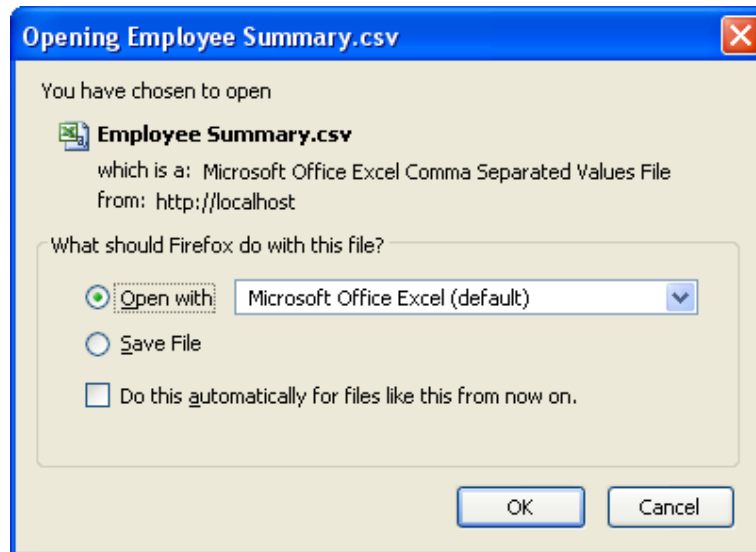 Opening Employee Summary.csv
You have chosen to open
Employee Summary.csv
which is a: Microsoft Office Excel Comma Separated Values File
from: http://localhost
What should Firefox do with this file?
Open with Microsoft Office Excel (default)
Save File
Do this automatically for files like this from now on.
OK Cancel